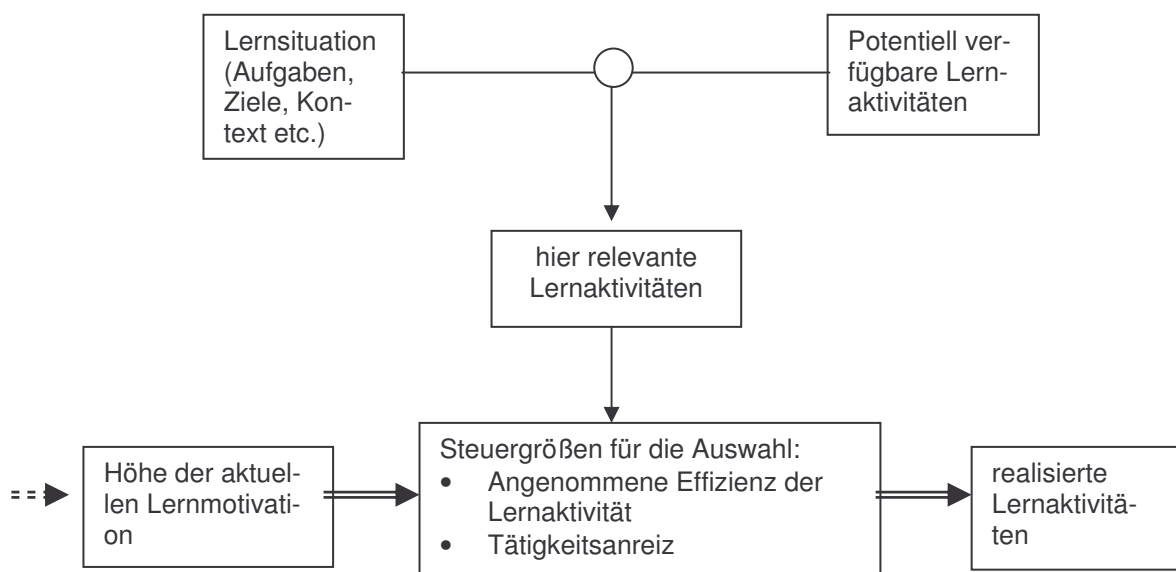 Lernsituation
(Aufgaben,
Ziele, Kon-
text etc.)
Potentiell ver-
fügbare Lern-
aktivitäten
hier relevante
Lernaktivitäten
Höhe der aktuel-
len Lernmotivati-
on
Steuergrößen für die Auswahl:
• Angenommene Effizienz der
Lernaktivität
• Tätigkeitsanreiz
realisierte
Lernaktivitä-
ten